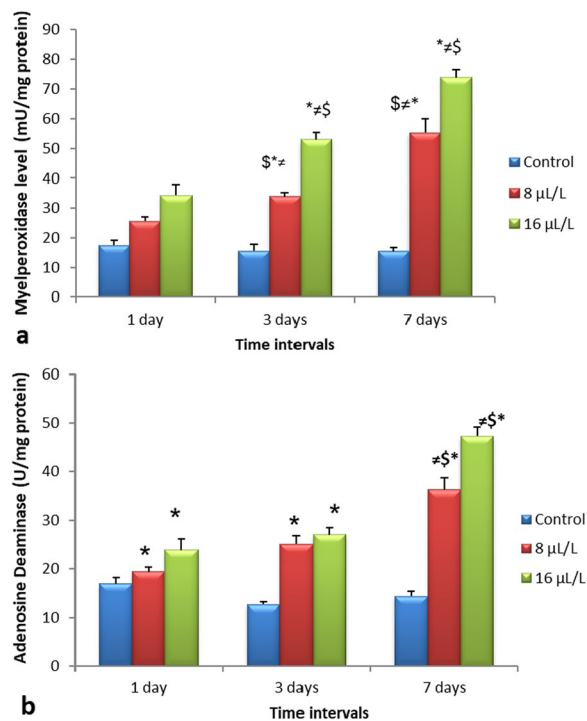 Myelperoxidase level (mU/mg protein)
90
80
70
60
50
40
30
20
10
0
$*≠
*≠$
$≠*
*≠$
1 day
3 days
7 days
Time intervals
Control
8 µL/L
16 µL/L
a
Adenosine Deaminase (U/mg protein)
60
50
40
30
20
10
0
*
*
*
*
≠$*
≠$*
1 day
3 days
7 days
Time intervals
Control
8 µL/L
16 µL/L
b